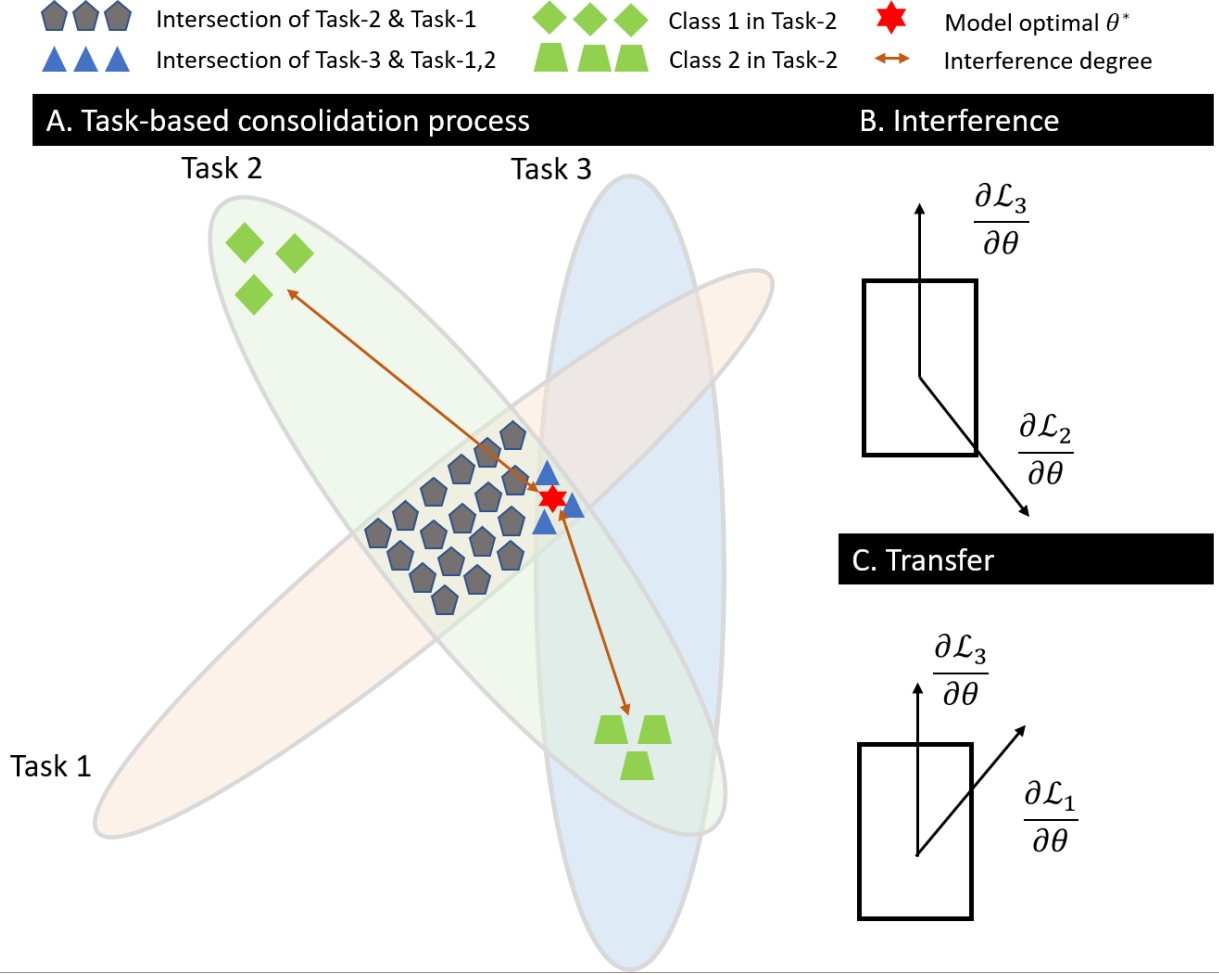 Intersection of Task-2 & Task-1
Class 1 in Task-2
Model optimal θ*
Intersection of Task-3 & Task-1,2
Class 2 in Task-2
Interference degree
A. Task-based consolidation process
B. Interference
Task 2
Task 3
∂ℒ₃
∂θ
∂ℒ₂
∂θ
C. Transfer
∂ℒ₃
∂θ
Task 1
∂ℒ₁
∂θ